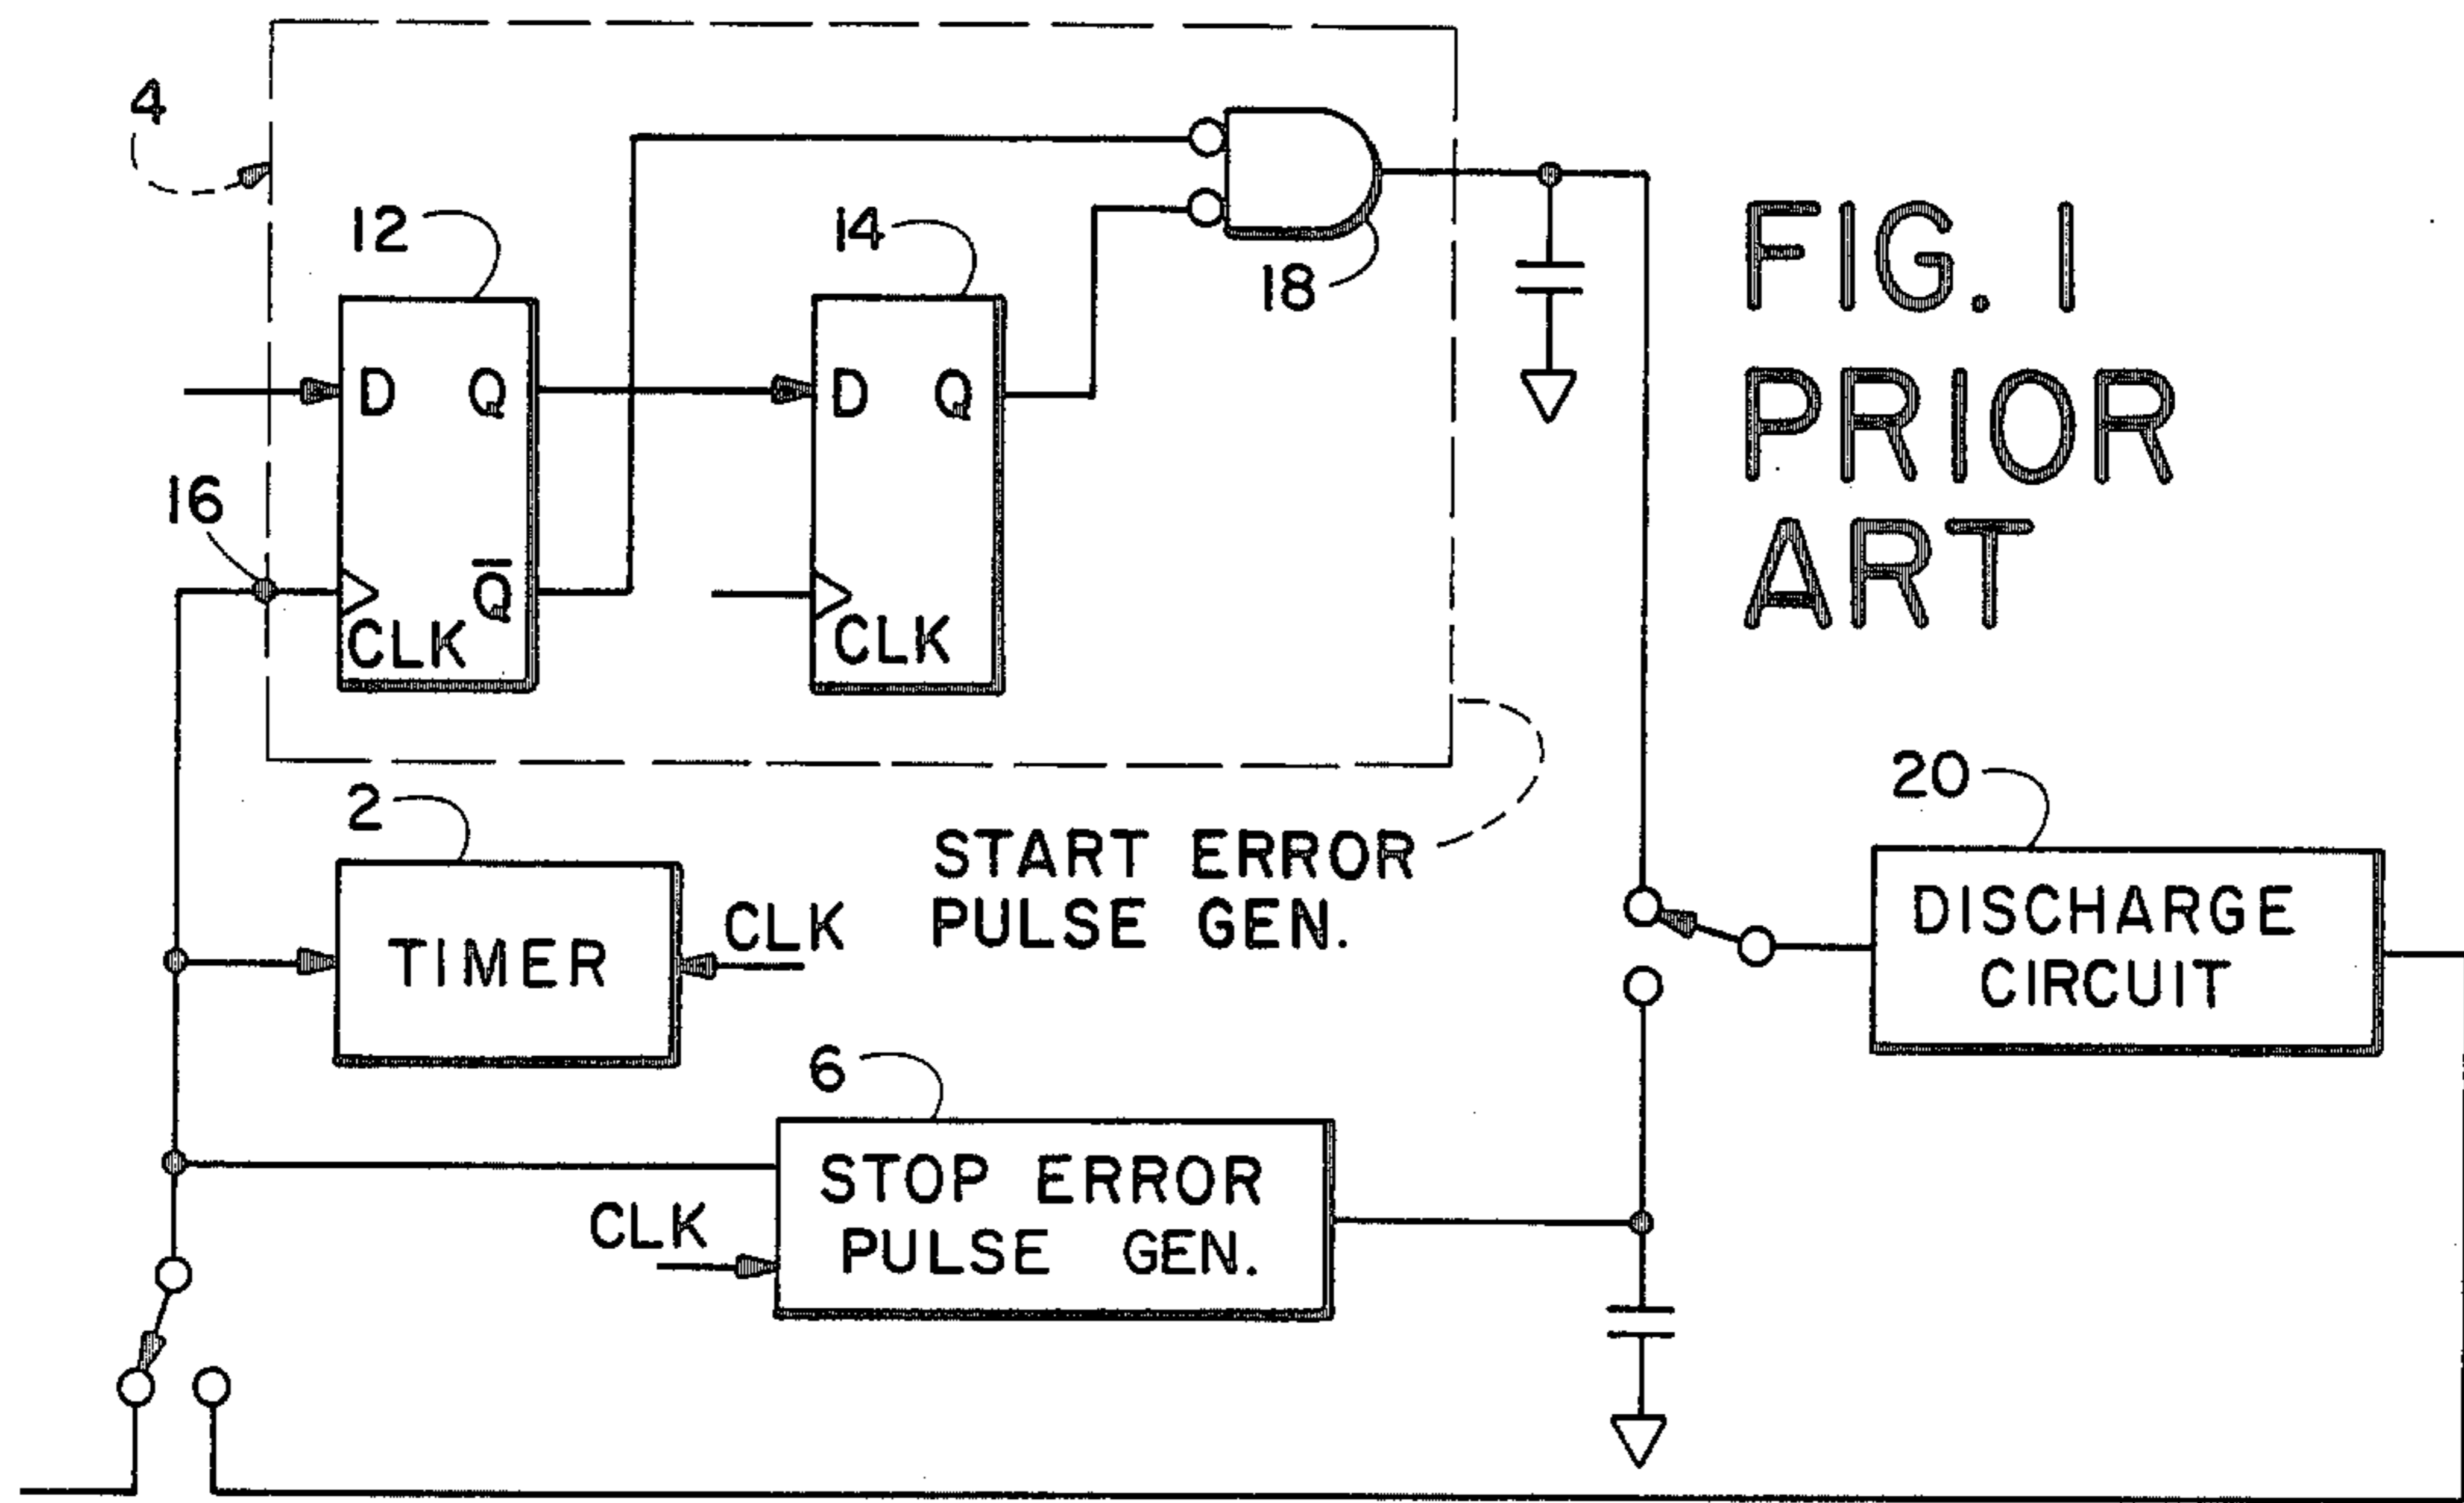 4
12
14
18
FIG. 1
PRIOR
ART
D Q
D Q
16
Q̅
CLK
CLK
2
TIMER
CLK
START ERROR
PULSE GEN.
20
DISCHARGE
CIRCUIT
6
STOP ERROR
PULSE GEN.
CLK